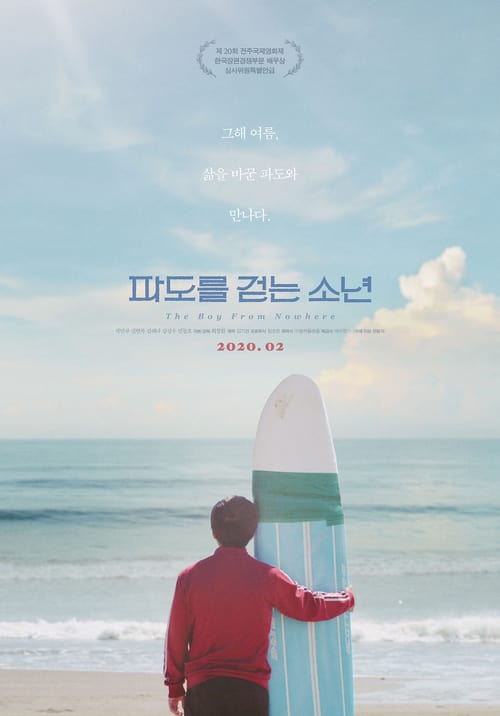 제 20회 전주국제영화제
한국장편경쟁부문 배우상
심사위원특별언급
그해 여름,
삶을 바꾼 파도와
만나다.
파도를 걷는 소년
The Boy From Nowhere
2020. 02